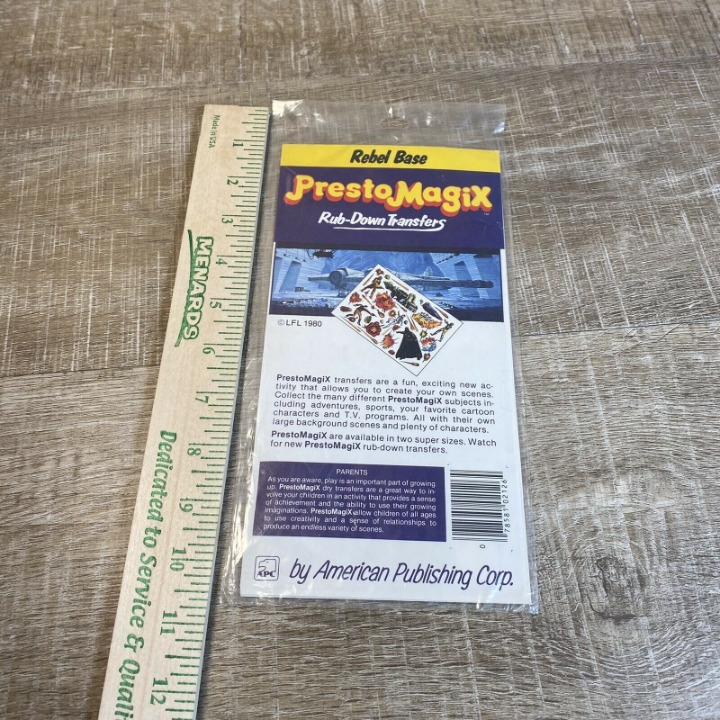 Made in U.S.A.
1
2
3
4
5
6
7
8
9
10
11
12
MENARDS
Dedicated to Service & Quali
Rebel Base
PrestoMagiX
TM
Rub-Down Transfers
© LFL 1980
PrestoMagiX transfers are a fun, exciting new ac-
tivity that allows you to create your own scenes.
Collect the many different PrestoMagiX subjects in-
cluding adventures, sports, your favorite cartoon
characters and T.V. programs. All with their own
large background scenes and plenty of characters.
PrestoMagiX are available in two super sizes. Watch
for new PrestoMagiX rub-down transfers.
PARENTS
As you are aware, play is an important part of growing
up. PrestoMagiX dry transfers are a great way to in-
volve your children in an activity that provides a sense
of achievement and the ability to use their growing
imaginations. PrestoMagiX allow children of all ages
to use creativity and a sense of relationships to
produce an endless variety of scenes.
0 78581 02126
APC
by American Publishing Corp.